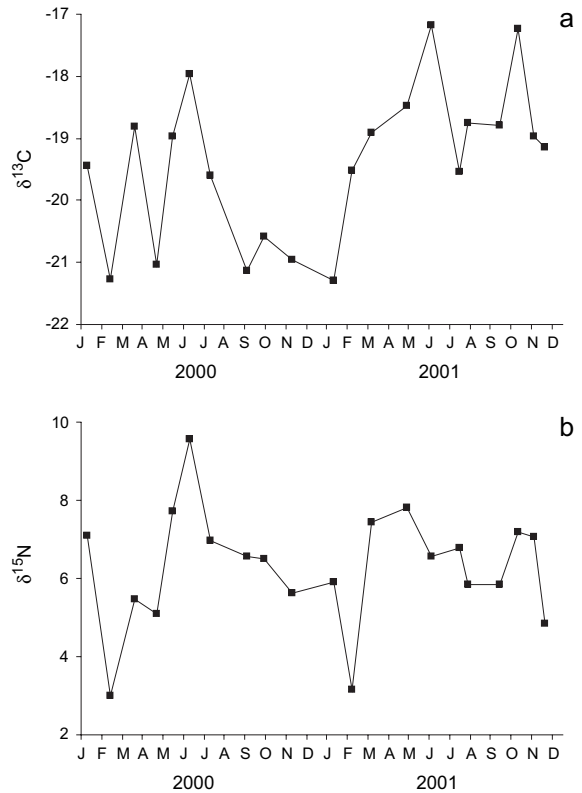 a
-17
-18
-19
-20
-21
-22
δ13C
J F M A M J J A S O N D J F M A M J J A S O N D
2000 2001
b
10
8
6
4
2
δ15N
J F M A M J J A S O N D J F M A M J J A S O N D
2000 2001